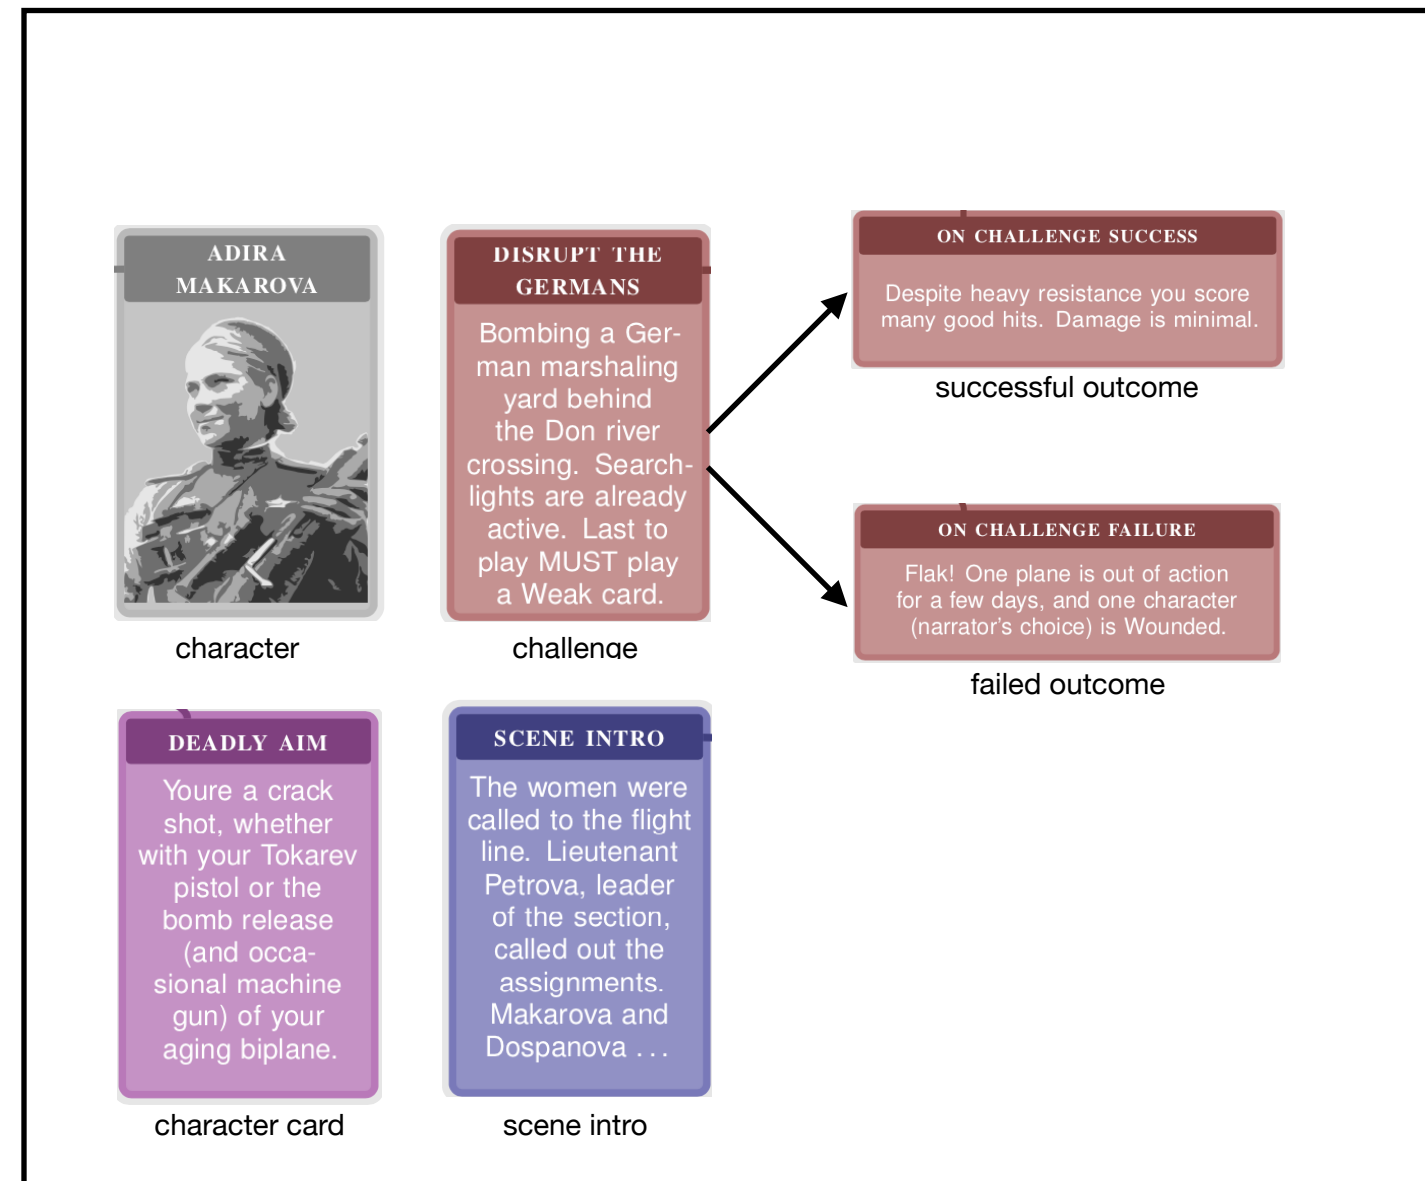 ADIRA
MAKAROVA
character
DISRUPT THE
GERMANS
Bombing a Ger-
man marshaling
yard behind
the Don river
crossing. Search-
lights are already
active. Last to
play MUST play
a Weak card.
challenge
ON CHALLENGE SUCCESS
Despite heavy resistance you score
many good hits. Damage is minimal.
successful outcome
ON CHALLENGE FAILURE
Flak! One plane is out of action
for a few days, and one character
(narrator's choice) is Wounded.
failed outcome
DEADLY AIM
Youre a crack
shot, whether
with your Tokarev
pistol or the
bomb release
(and occa-
sional machine
gun) of your
aging biplane.
character card
SCENE INTRO
The women were
called to the flight
line. Lieutenant
Petrova, leader
of the section,
called out the
assignments.
Makarova and
Dospanova ...
scene intro